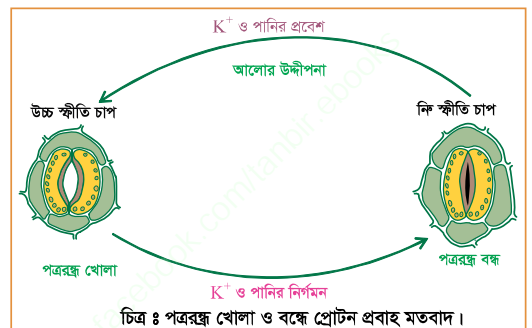 K⁺ ও পানির প্রবেশ
আলোর উদ্দীপনা
উচ্চ স্ফীতি চাপ
নিম্ন স্ফীতি চাপ
পত্ররন্ধ্র খোলা
পত্ররন্ধ্র বন্ধ
K⁺ ও পানির নির্গমন
চিত্র ঃ পত্ররন্ধ্র খোলা ও বন্ধে প্রোটন প্রবাহ মতবাদ।